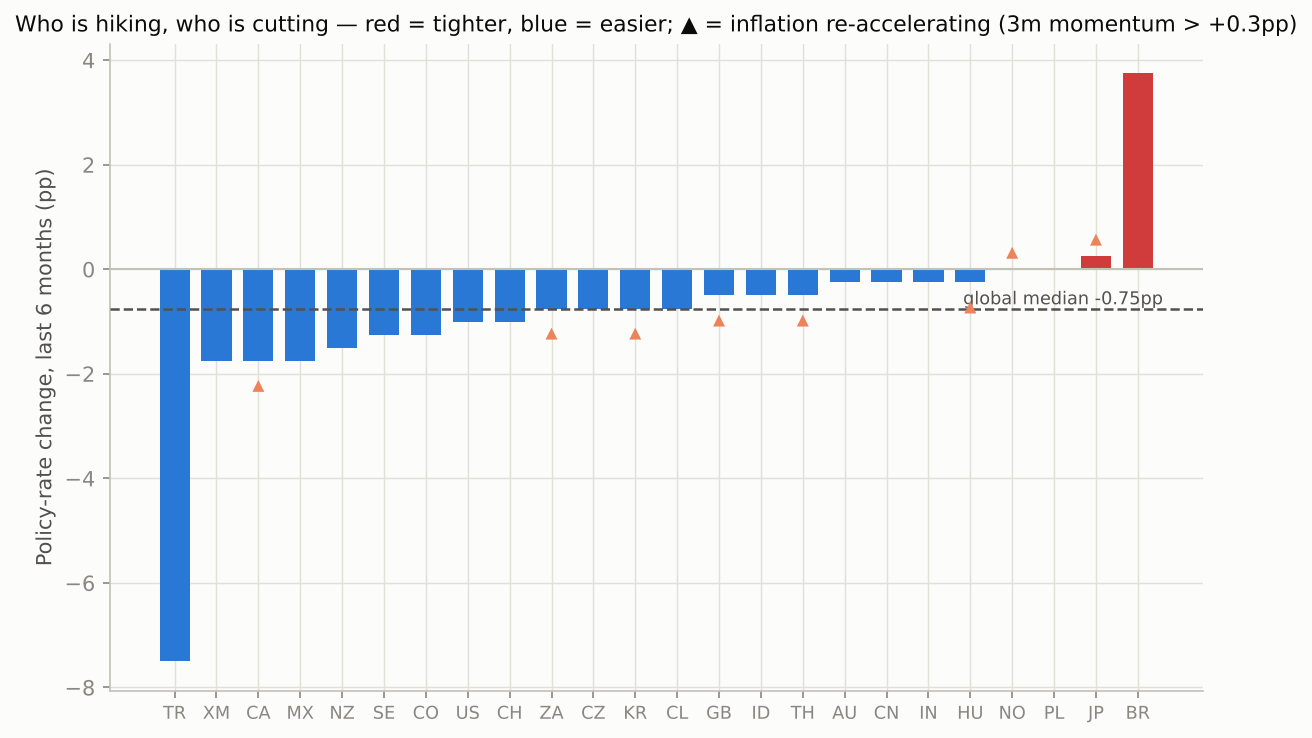 Who is hiking, who is cutting — red = tighter, blue = easier; ▲ = inflation re-accelerating (3m momentum > +0.3pp)
Policy-rate change, last 6 months (pp)
4
2
0
−2
−4
−6
−8
global median -0.75pp
TR XM CA MX NZ SE CO US CH ZA CZ KR CL GB ID TH AU CN IN HU NO PL JP BR